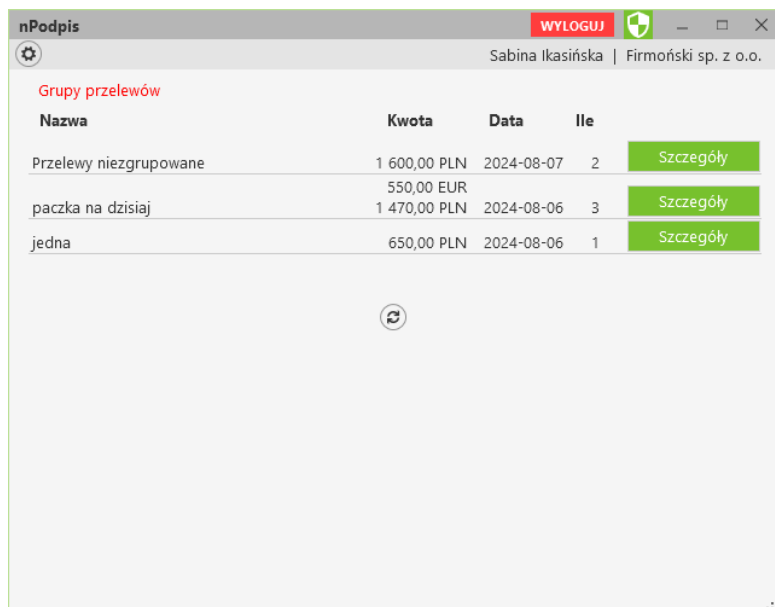 nPodpis WYLOGUJ
Sabina Ikasińska | Firmoński sp. z o.o.
Grupy przelewów
Nazwa Kwota Data Ile
Przelewy niezgrupowane 1 600,00 PLN 2024-08-07 2 Szczegóły
550,00 EUR
paczka na dzisiaj 1 470,00 PLN 2024-08-06 3 Szczegóły
jedna 650,00 PLN 2024-08-06 1 Szczegóły